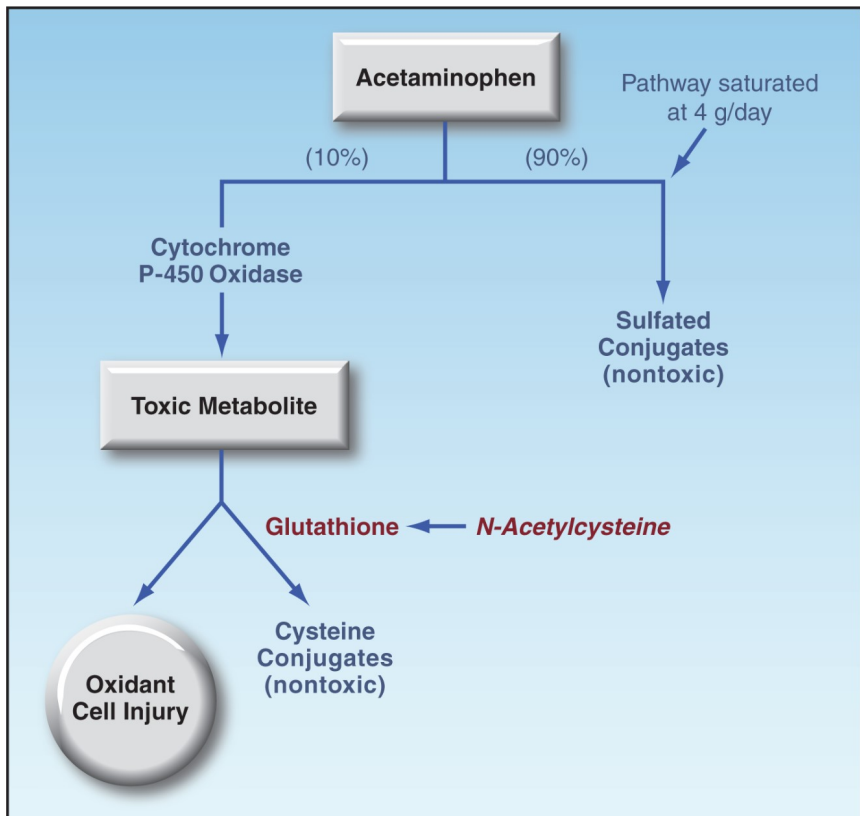 Acetaminophen
Pathway saturated
at 4 g/day
(10%)
(90%)
Cytochrome
P-450 Oxidase
Sulfated
Conjugates
(nontoxic)
Toxic Metabolite
Glutathione
N-Acetylcysteine
Cysteine
Conjugates
(nontoxic)
Oxidant
Cell Injury